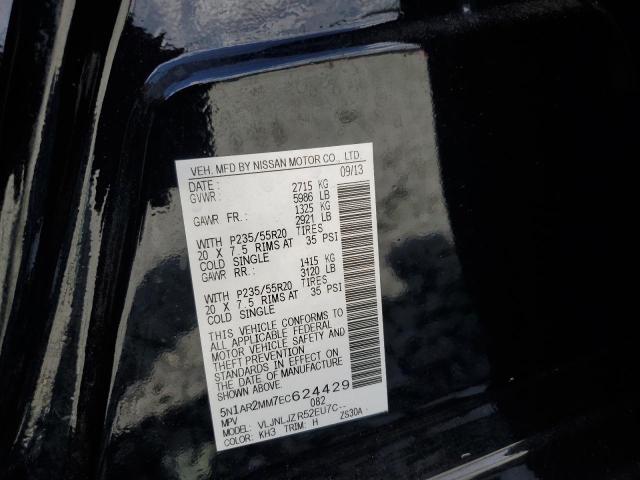 VEH. MFD BY NISSAN MOTOR CO., LTD.
DATE : 09/13
GVWR: 2715 KG
5986 LB
GAWR FR.: 1325 KG
2921 LB
WITH P235/55R20 TIRES
20 X 7.5 RIMS AT 35 PSI
COLD SINGLE
GAWR RR.: 1415 KG
3120 LB
WITH P235/55R20 TIRES
20 X 7.5 RIMS AT 35 PSI
COLD SINGLE
THIS VEHICLE CONFORMS TO
ALL APPLICABLE FEDERAL
MOTOR VEHICLE SAFETY AND
THEFT PREVENTION
STANDARDS IN EFFECT ON
THE DATE OF MANUFACTURE
SHOWN ABOVE.
5N1AR2MM7EC624429
MPV 082
MODEL: VLJNLJZR52EU7C--
COLOR: KH3 TRIM: H ZS30A